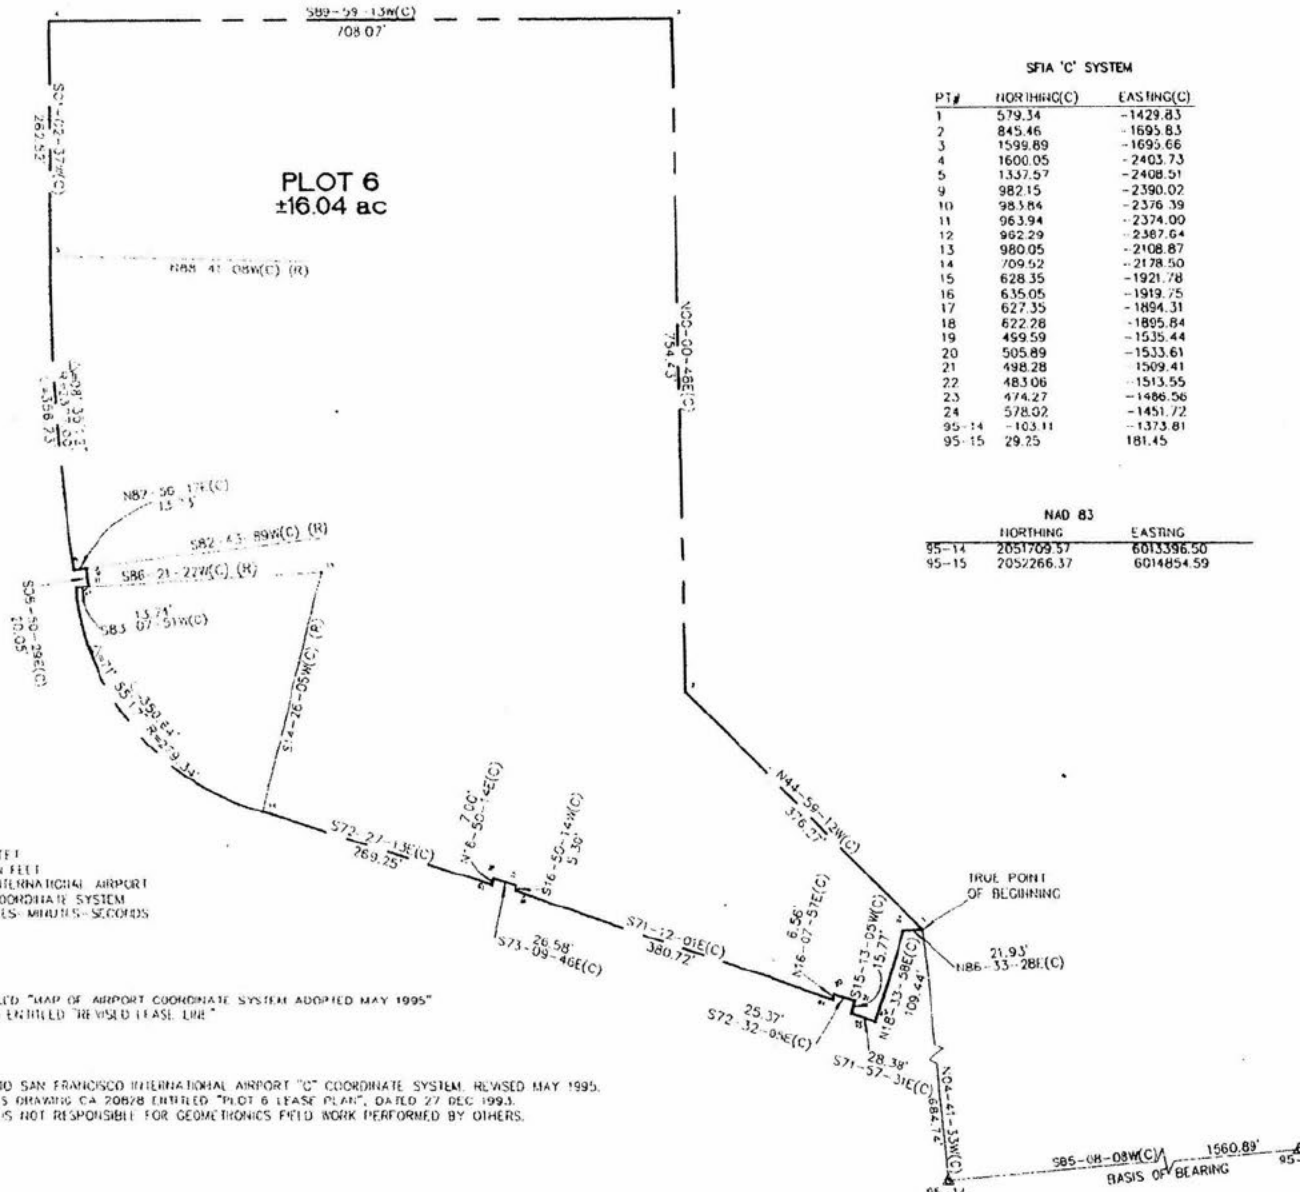 S89-59-13W(C)
708.07'
SFIA 'C' SYSTEM
PT# NORTHING(C) EASTING(C)
1 579.34 -1429.83
2 845.46 -1695.83
3 1599.89 -1695.66
4 1600.05 -2403.73
5 1337.57 -2408.51
9 982.15 -2390.02
10 983.84 -2376.39
11 963.94 -2374.00
12 962.29 -2387.64
13 980.05 -2108.87
14 709.52 -2178.50
15 628.35 -1921.78
16 635.05 -1919.75
17 627.35 -1894.31
18 622.28 -1895.84
19 499.59 -1535.44
20 505.89 -1533.61
21 498.28 -1509.41
22 483.06 -1513.55
23 474.27 -1486.56
24 578.02 -1451.72
95-14 -103.11 -1373.81
95-15 29.25 181.45
NAD 83
NORTHING EASTING
95-14 2051709.57 6013396.50
95-15 2052266.37 6014854.59
S01-02-37W(C)
262.52'
PLOT 6
±16.04 ac
N88-41-08W(C) (R)
N00-00-48E(C)
754.43'
13.73'
S82-43-89W(C) (R)
S86-21-22W(C) (R)
13.74'
S83-07-51W(C)
20.05'
S14-26-05W(C) (R)
R=279.34'
S72-27-13E(C)
269.25'
7.00'
N16-50-14E(C)
S16-50-14W(C)
5.30'
26.58'
S73-09-46E(C)
S71-12-01E(C)
380.72'
N44-59-12W(C)
376.27'
TRUE POINT
OF BEGINNING
21.93'
N86-33-28E(C)
6.56'
N16-07-57E(C)
S15-13-05W(C)
15.77'
N18-33-58E(C)
109.44'
25.37'
S72-32-05E(C)
28.38'
S71-57-31E(C)
N04-41-33W(C)
684.74'
S85-08-08W(C) 1560.89'
BASIS OF BEARING
95-14
FEET
INTERNATIONAL AIRPORT
COORDINATE SYSTEM
MINUTES-SECONDS
"MAP OF AIRPORT COORDINATE SYSTEM ADOPTED MAY 1995"
ENTITLED "REVISED LEASE LINE"
SAN FRANCISCO INTERNATIONAL AIRPORT "C" COORDINATE SYSTEM, REVISED MAY 1995.
DRAWING CA 20828 ENTITLED "PLOT 6 LEASE PLAN", DATED 27 DEC 1993.
IS NOT RESPONSIBLE FOR GEOMETRONICS FIELD WORK PERFORMED BY OTHERS.